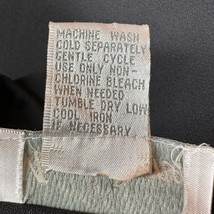 MACHINE WASH
COLD SEPARATELY
GENTLE CYCLE
USE ONLY NON-
CHLORINE BLEACH
WHEN NEEDED
TUMBLE DRY LOW
COOL IRON
IF NECESSARY